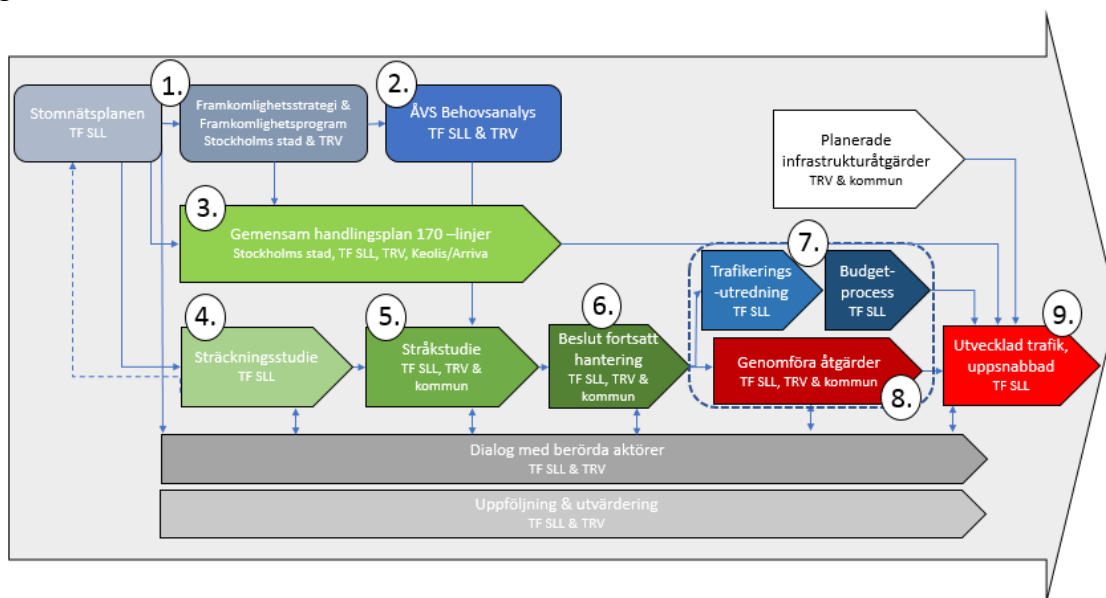 1.
Stomnätsplanen
TF SLL
Framkomlighetsstrategi &
Framkomlighetsprogram
Stockholms stad & TRV
2.
ÅVS Behovsanalys
TF SLL & TRV
Planerade
infrastrukturåtgärder
TRV & kommun
3.
Gemensam handlingsplan 170 –linjer
Stockholms stad, TF SLL, TRV, Keolis/Arriva
7.
Trafikerings
-utredning
TF SLL
Budget-
process
TF SLL
4.
Sträckningsstudie
TF SLL
5.
Stråkstudie
TF SLL, TRV &
kommun
6.
Beslut fortsatt
hantering
TF SLL, TRV &
kommun
Genomföra åtgärder
TF SLL, TRV & kommun
8.
9.
Utvecklad trafik,
uppsnabbad
TF SLL
Dialog med berörda aktörer
TF SLL & TRV
Uppföljning & utvärdering
TF SLL & TRV